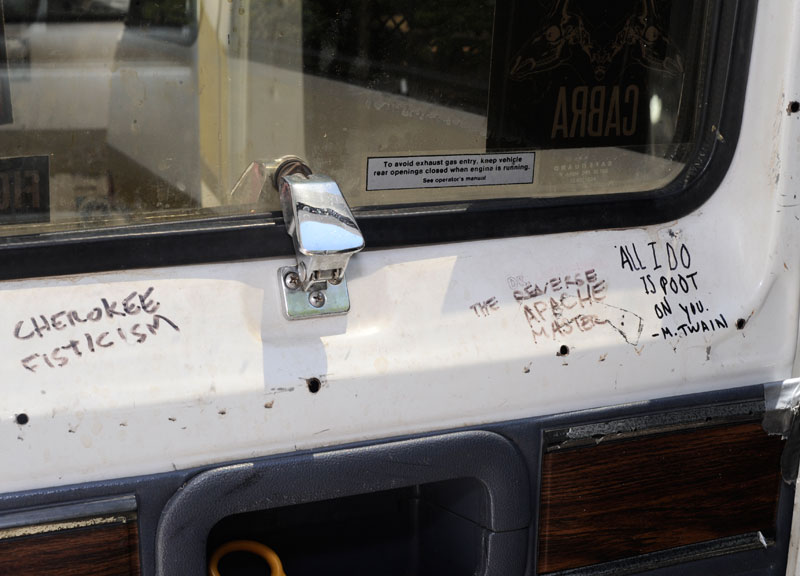 CABRA
To avoid exhaust gas entry, keep vehicle
rear openings closed when engine is running.
See operator's manual
CHEROKEE
FISTICISM
THE REVERSE
APACHE
MASTER
ALL I DO
IS POOT
ON YOU.
-M. TWAIN